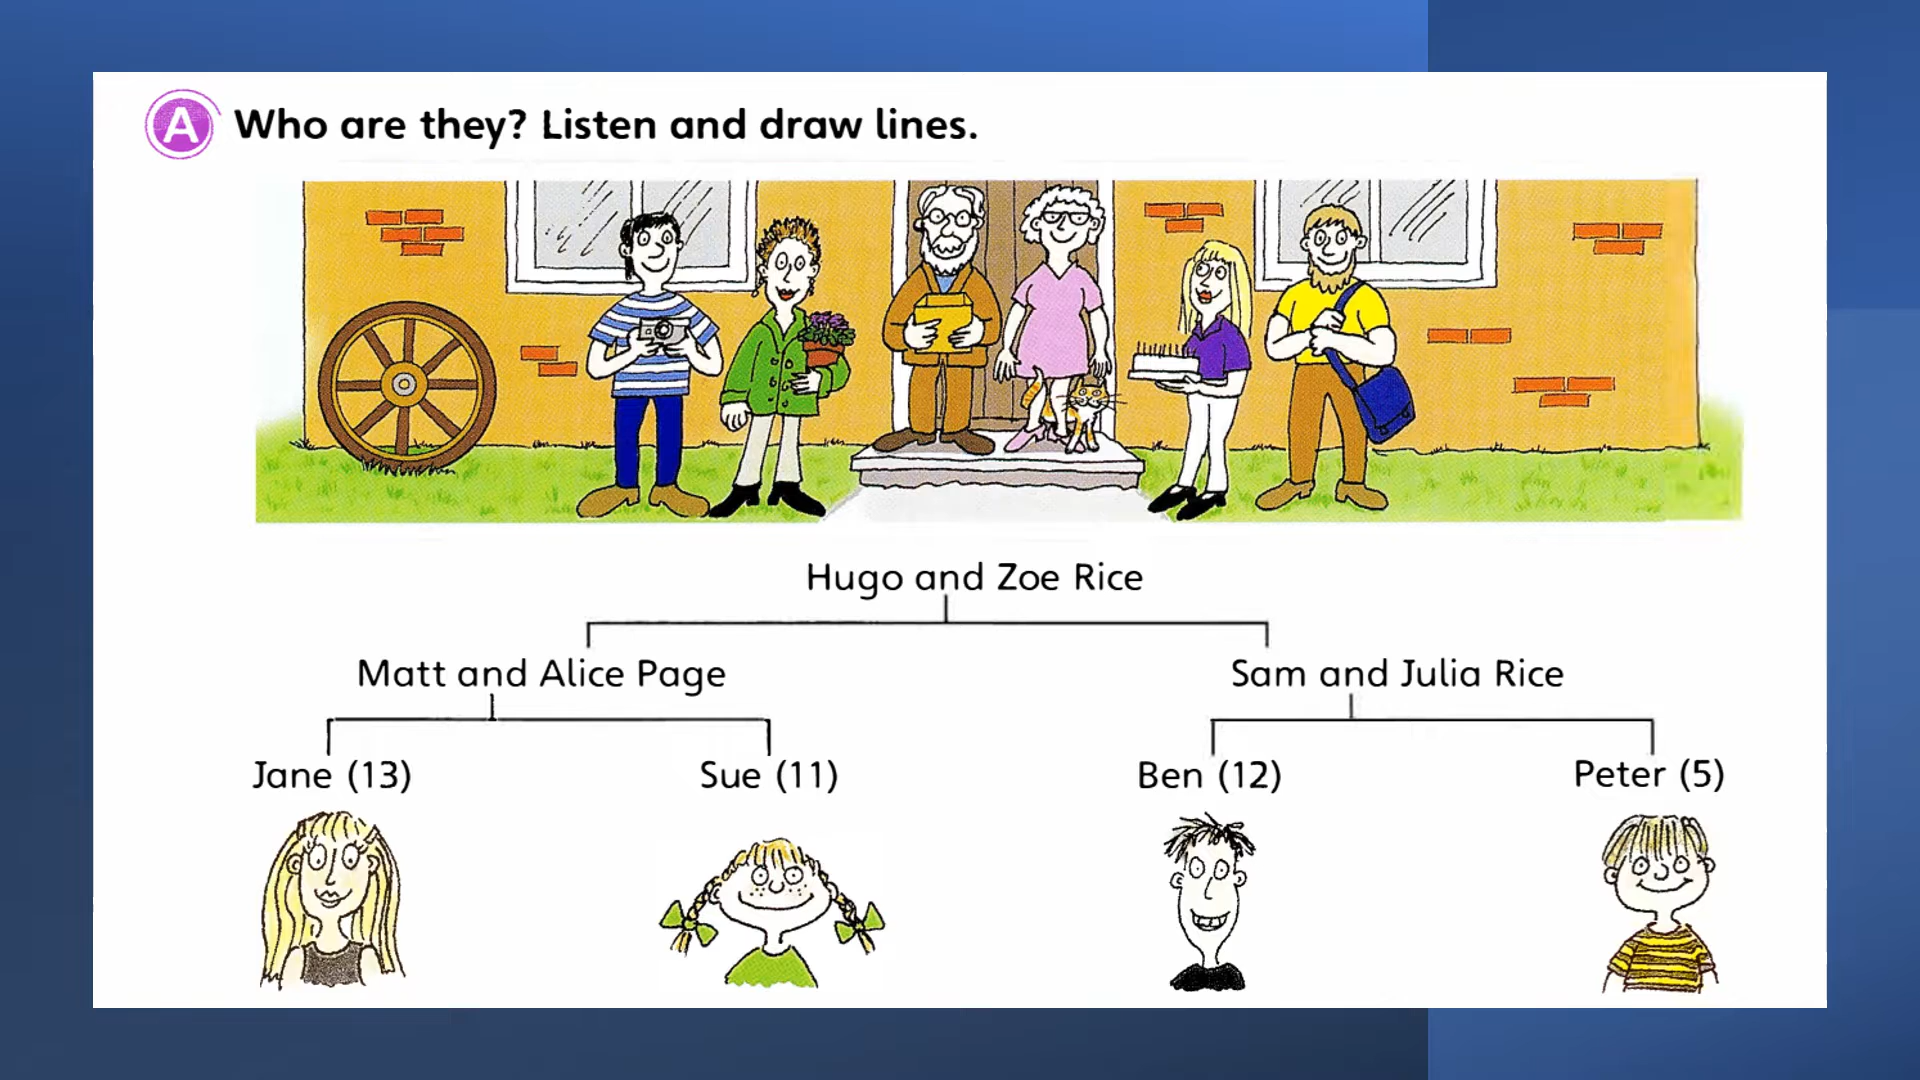 A Who are they? Listen and draw lines.
Hugo and Zoe Rice
Matt and Alice Page
Sam and Julia Rice
Jane (13)
Sue (11)
Ben (12)
Peter (5)